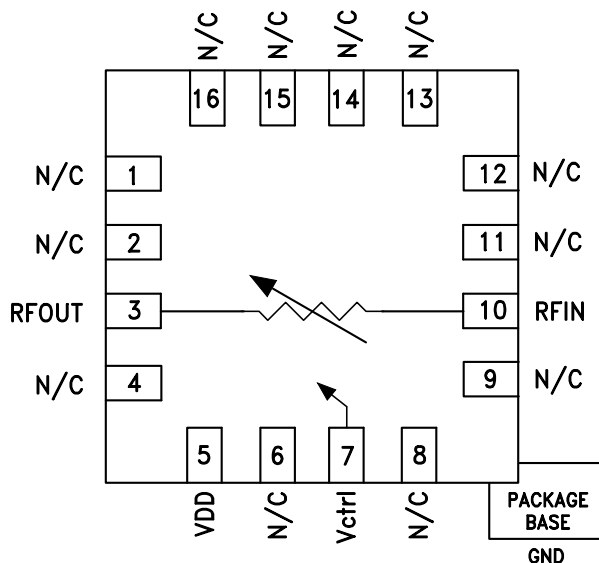 N/C N/C N/C N/C
16 15 14 13
N/C 1 12 N/C
N/C 2 11 N/C
RFOUT 3 10 RFIN
N/C 4 9 N/C
5 6 7 8
VDD N/C Vctrl N/C
PACKAGE
BASE
GND